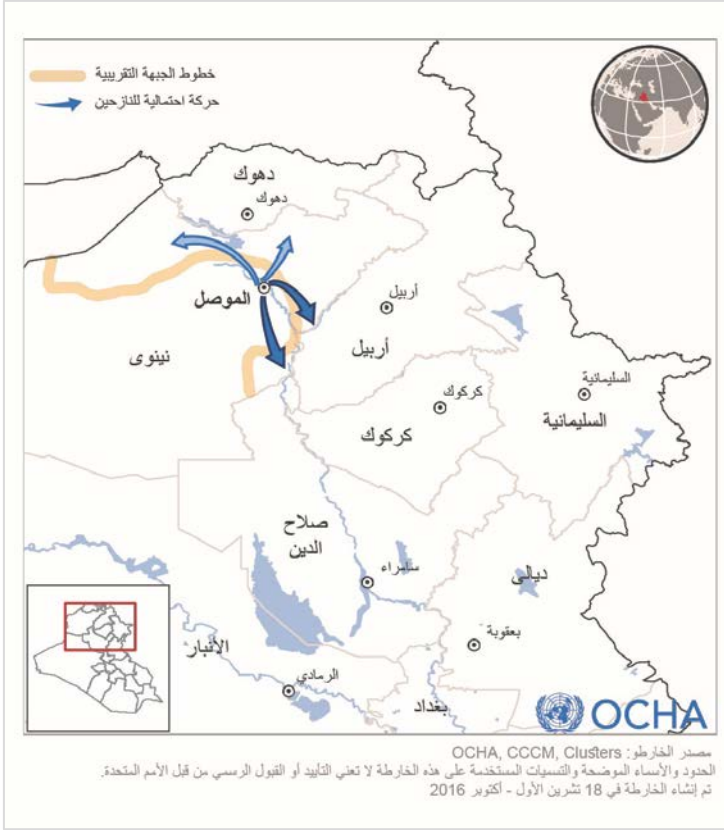 خطوط الجبهة التقريبية
حركة احتمالية للنازحين
دهوك
دهوك
الموصل
أربيل
أربيل
نينوى
السليمانية
السليمانية
كركوك
كركوك
صلاح
الدين
سامراء
ديالى
بعقوبة
الأنبار
الرمادي
بغداد
OCHA
مصدر الخارطو: OCHA, CCCM, Clusters
الحدود والأسماء الموضحة والتسيات المستخدمة على هذه الخارطة لا تعني التأييد أو القبول الرسمي من قبل الأمم المتحدة.
تم إنشاء الخارطة في 18 تشرين الأول - أكتوبر 2016